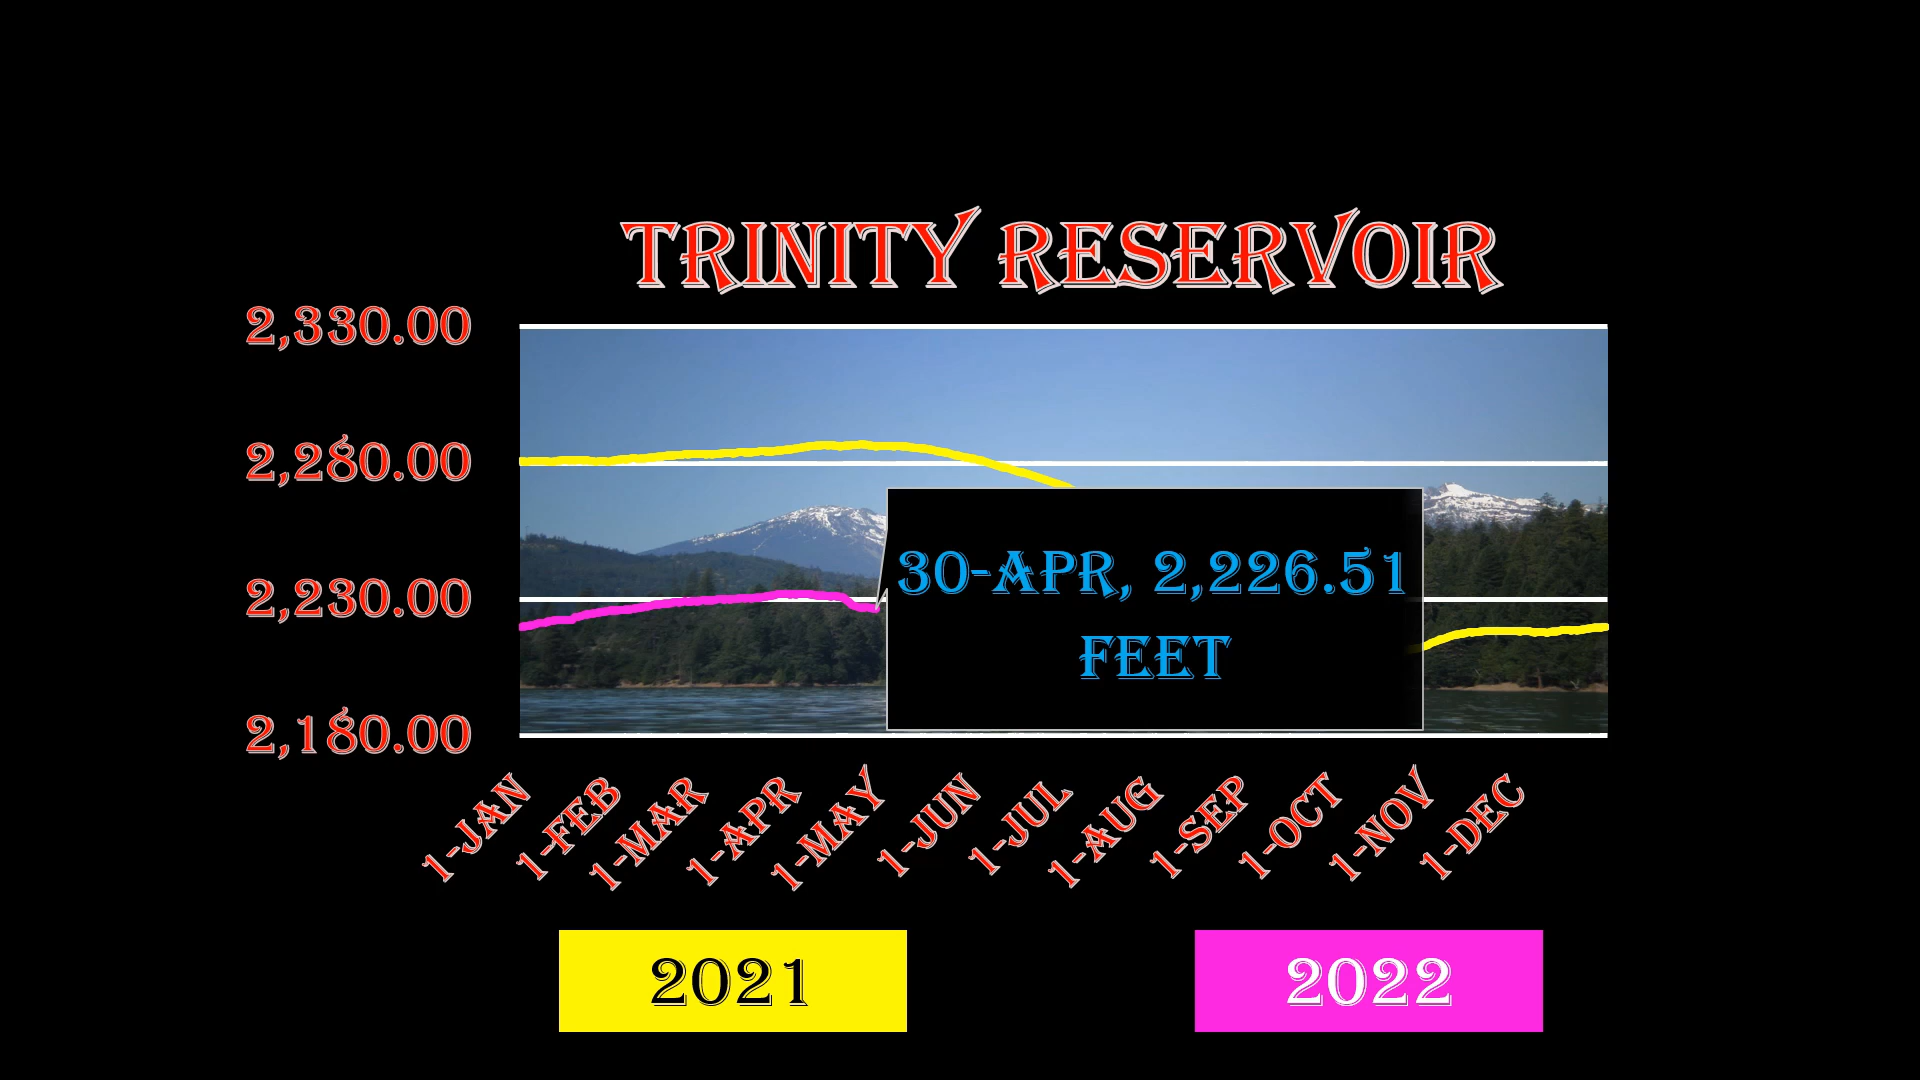 TRINITY RESERVOIR
2,330.00
2,280.00
2,230.00
2,180.00
30-APR, 2,226.51
FEET
1-JAN
1-FEB
1-MAR
1-APR
1-MAY
1-JUN
1-JUL
1-AUG
1-SEP
1-OCT
1-NOV
1-DEC
2021
2022